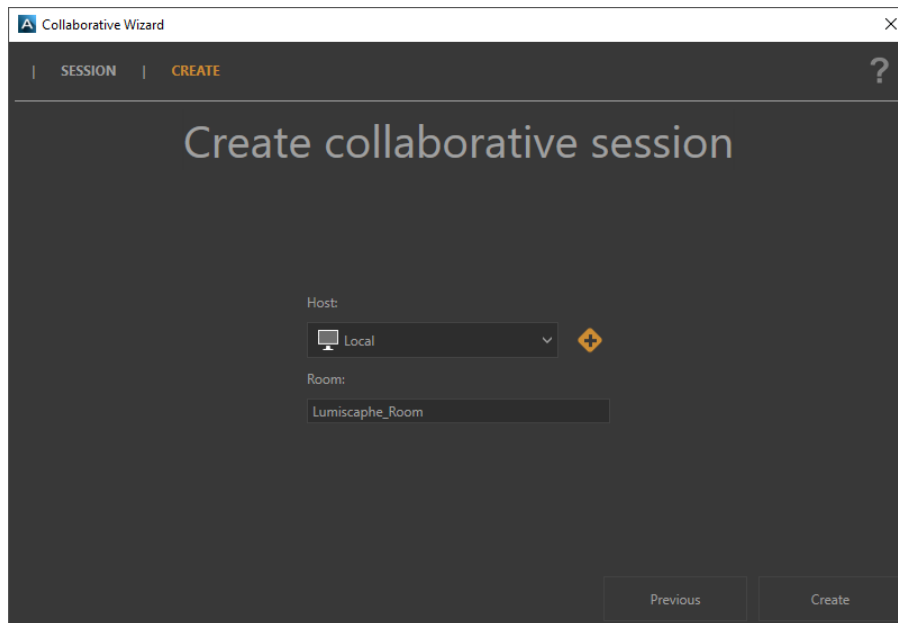 Collaborative Wizard
| SESSION | CREATE
?
Create collaborative session
Host:
Local
Room:
Lumiscaphe_Room
Previous Create